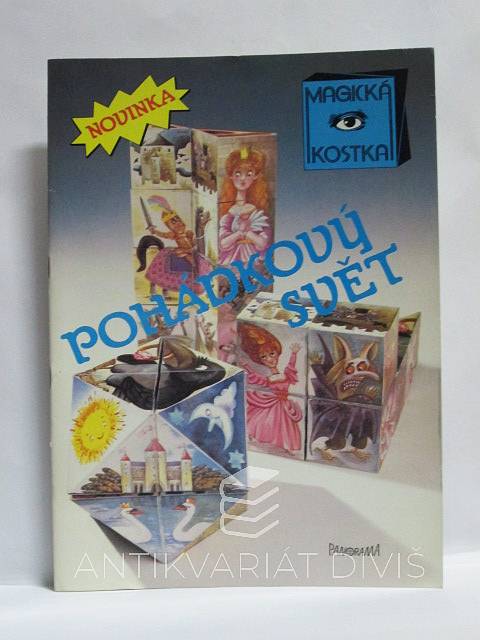 NOVINKA
MAGICKÁ
KOSTKA
POHÁDKOVÝ
SVĚT
PANORAMA
ANTIKVARIÁT DIVIŠ